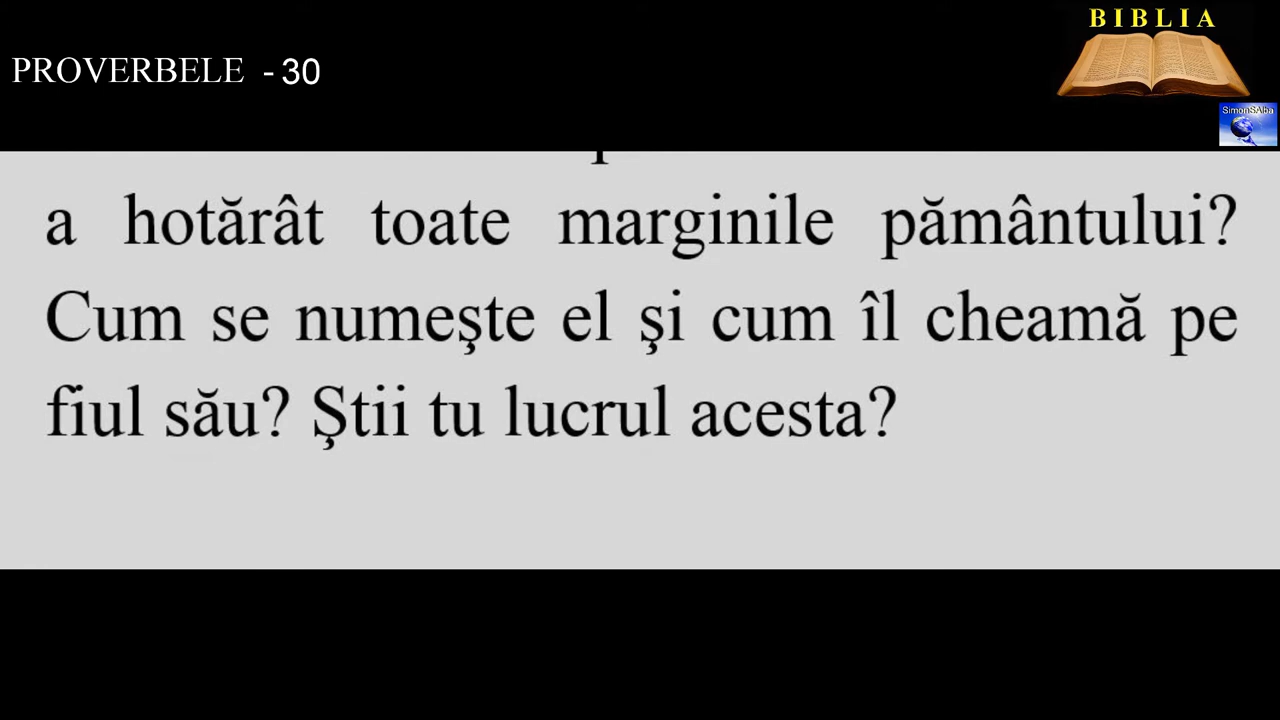 BIBLIA
PROVERBELE - 30
SimonSAlba
a hotărât toate marginile pământului?
Cum se numeşte el şi cum îl cheamă pe
fiul său? Ştii tu lucrul acesta?